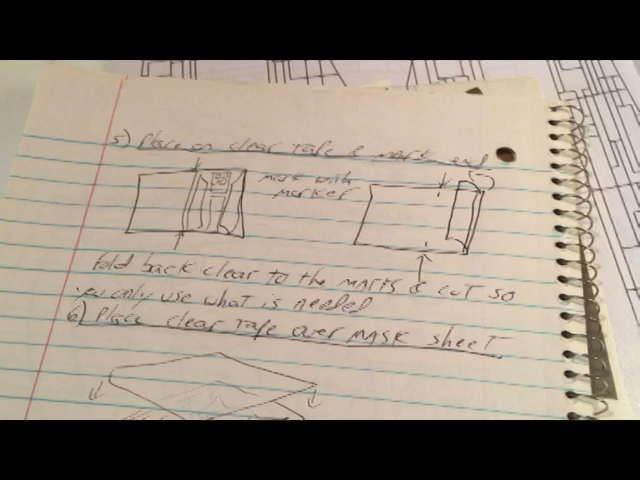 5) Place on clear tape & mark end
mark with
marker
fold back clear to the marks & cut so
you only use what is needed
6) Place clear tape over mask sheet